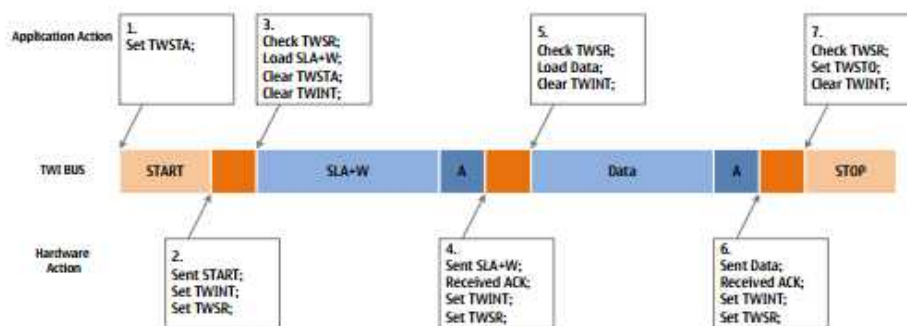 Application Action
1.
Set TWSTA;
3.
Check TWSR;
Load SLA+W;
Clear TWSTA;
Clear TWINT;
5.
Check TWSR;
Load Data;
Clear TWINT;
7.
Check TWSR;
Set TWSTO;
Clear TWINT;
TWI BUS
START
SLA+W
A
Data
A
STOP
Hardware
Action
2.
Sent START;
Set TWINT;
Set TWSR;
4.
Sent SLA+W;
Received ACK;
Set TWINT;
Set TWSR;
6.
Sent Data;
Received ACK;
Set TWINT;
Set TWSR;